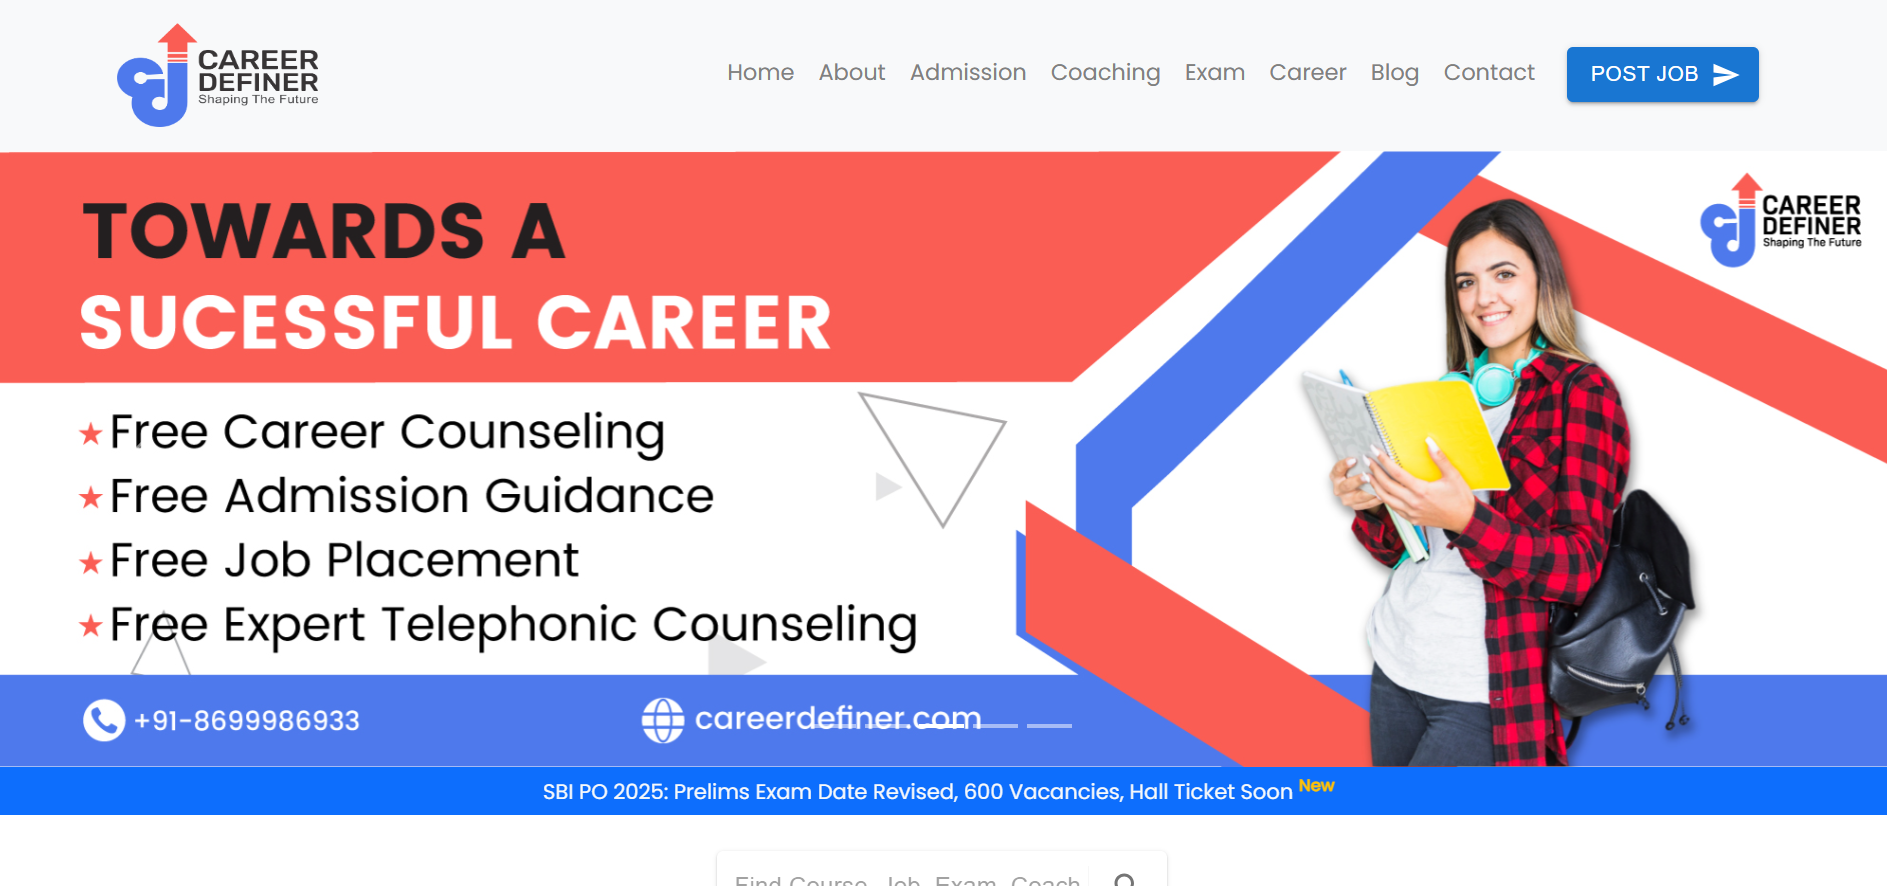 CAREER
DEFINER
Shaping The Future
Home About Admission Coaching Exam Career Blog Contact POST JOB
TOWARDS A
SUCESSFUL CAREER
CAREER
DEFINER
Shaping The Future
Free Career Counseling
Free Admission Guidance
Free Job Placement
Free Expert Telephonic Counseling
+91-8699986933 careerdefiner.com
SBI PO 2025: Prelims Exam Date Revised, 600 Vacancies, Hall Ticket Soon New
Find Course, Job, Exam, Coach